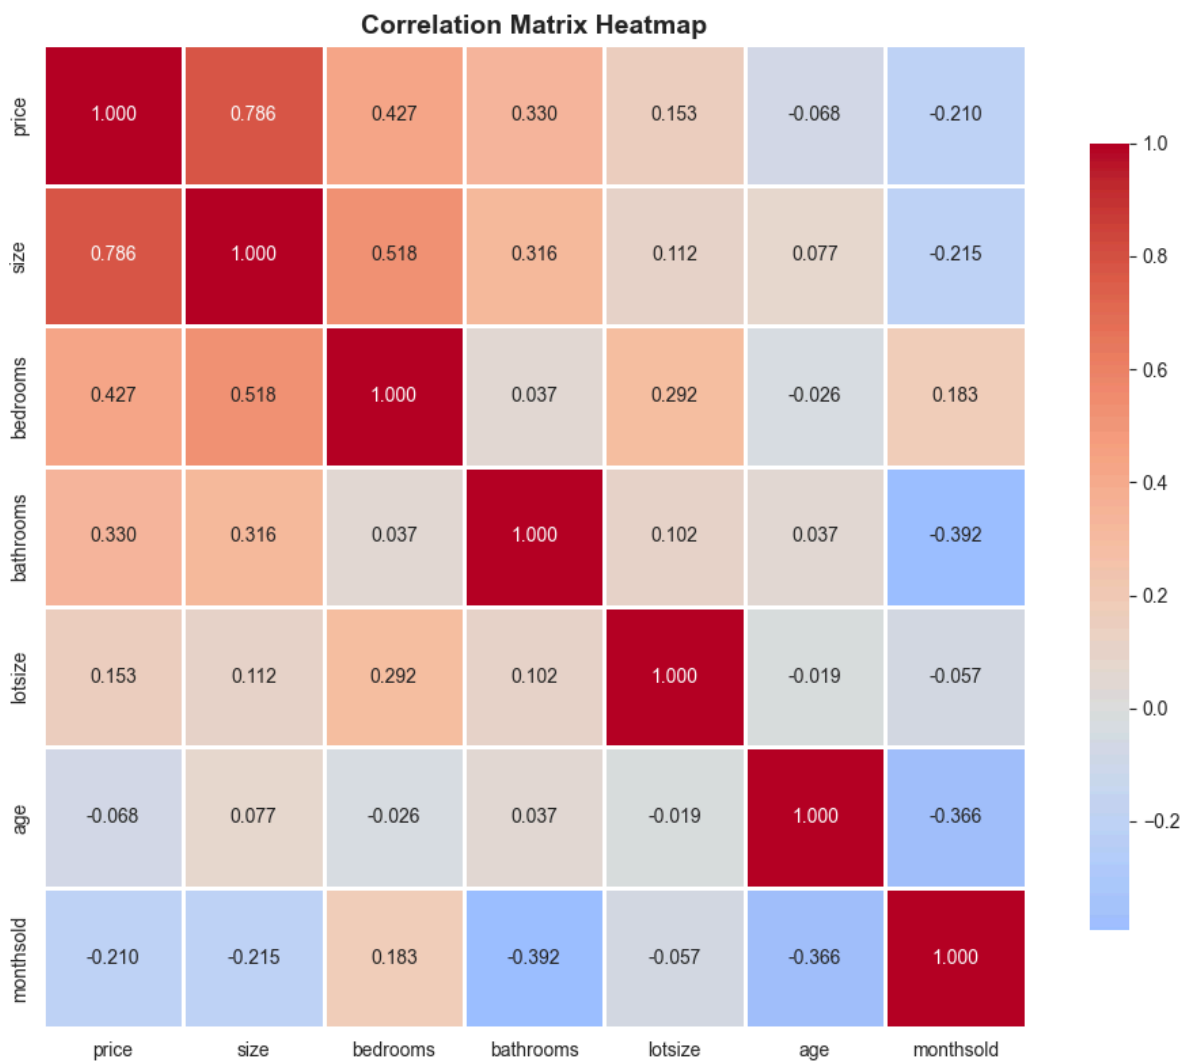 Correlation Matrix Heatmap
price 1.000 0.786 0.427 0.330 0.153 -0.068 -0.210
size 0.786 1.000 0.518 0.316 0.112 0.077 -0.215
bedrooms 0.427 0.518 1.000 0.037 0.292 -0.026 0.183
bathrooms 0.330 0.316 0.037 1.000 0.102 0.037 -0.392
lotsize 0.153 0.112 0.292 0.102 1.000 -0.019 -0.057
age -0.068 0.077 -0.026 0.037 -0.019 1.000 -0.366
monthsold -0.210 -0.215 0.183 -0.392 -0.057 -0.366 1.000
price size bedrooms bathrooms lotsize age monthsold
1.0
0.8
0.6
0.4
0.2
0.0
−0.2